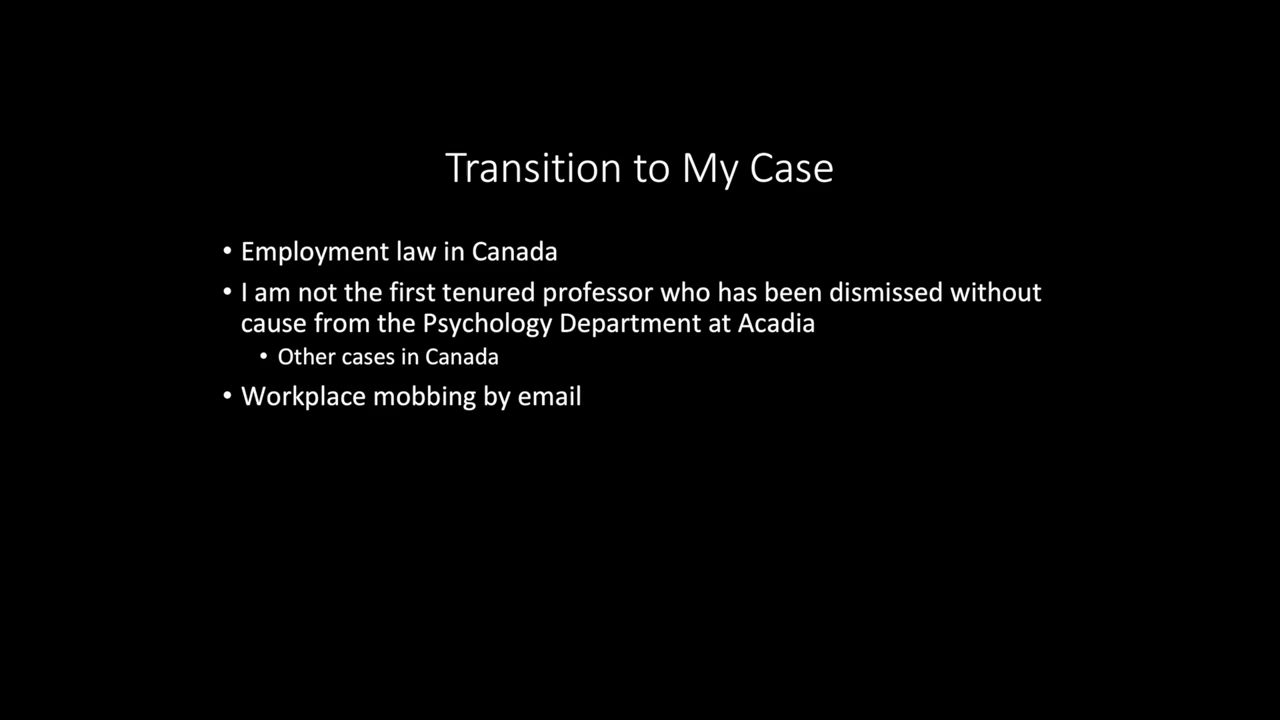 Transition to My Case
• Employment law in Canada
• I am not the first tenured professor who has been dismissed without
cause from the Psychology Department at Acadia
• Other cases in Canada
• Workplace mobbing by email